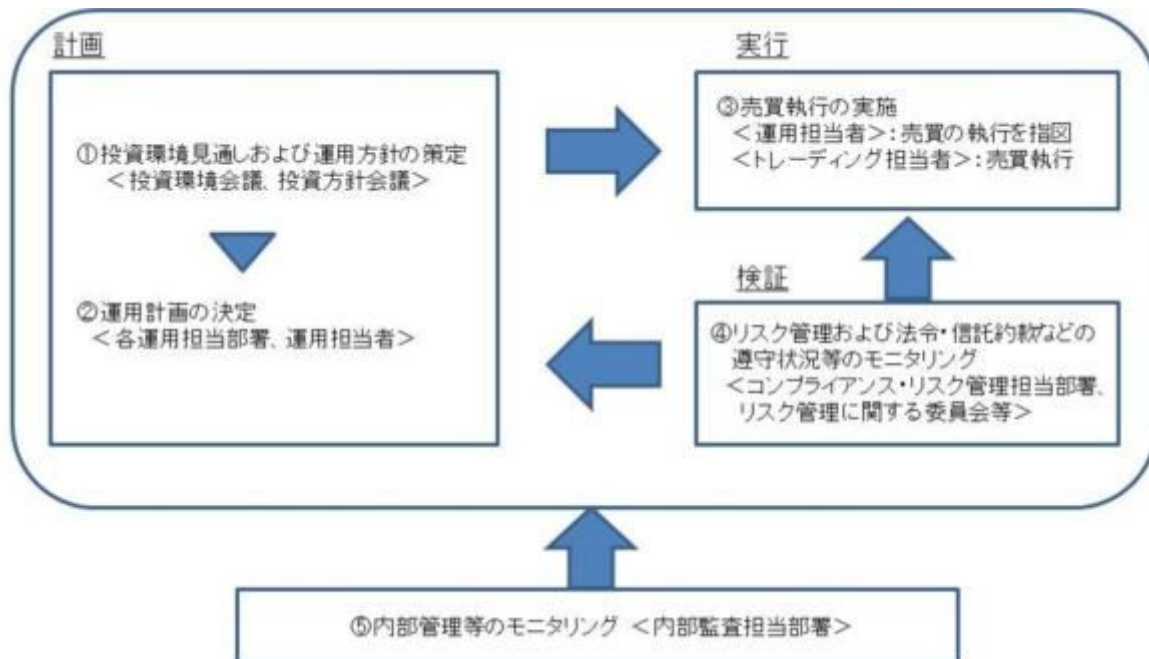 計画
①投資環境見通しおよび運用方針の策定
＜投資環境会議、投資方針会議＞
②運用計画の決定
＜各運用担当部署、運用担当者＞
実行
③売買執行の実施
＜運用担当者＞：売買の執行を指図
＜トレーディング担当者＞：売買執行
検証
④リスク管理および法令・信託約款などの
遵守状況等のモニタリング
＜コンプライアンス・リスク管理担当部署、
リスク管理に関する委員会等＞
⑤内部管理等のモニタリング ＜内部監査担当部署＞